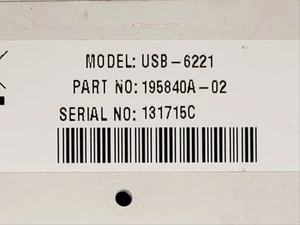 MODEL: USB-6221
PART NO: 195840A-02
SERIAL NO: 131715C